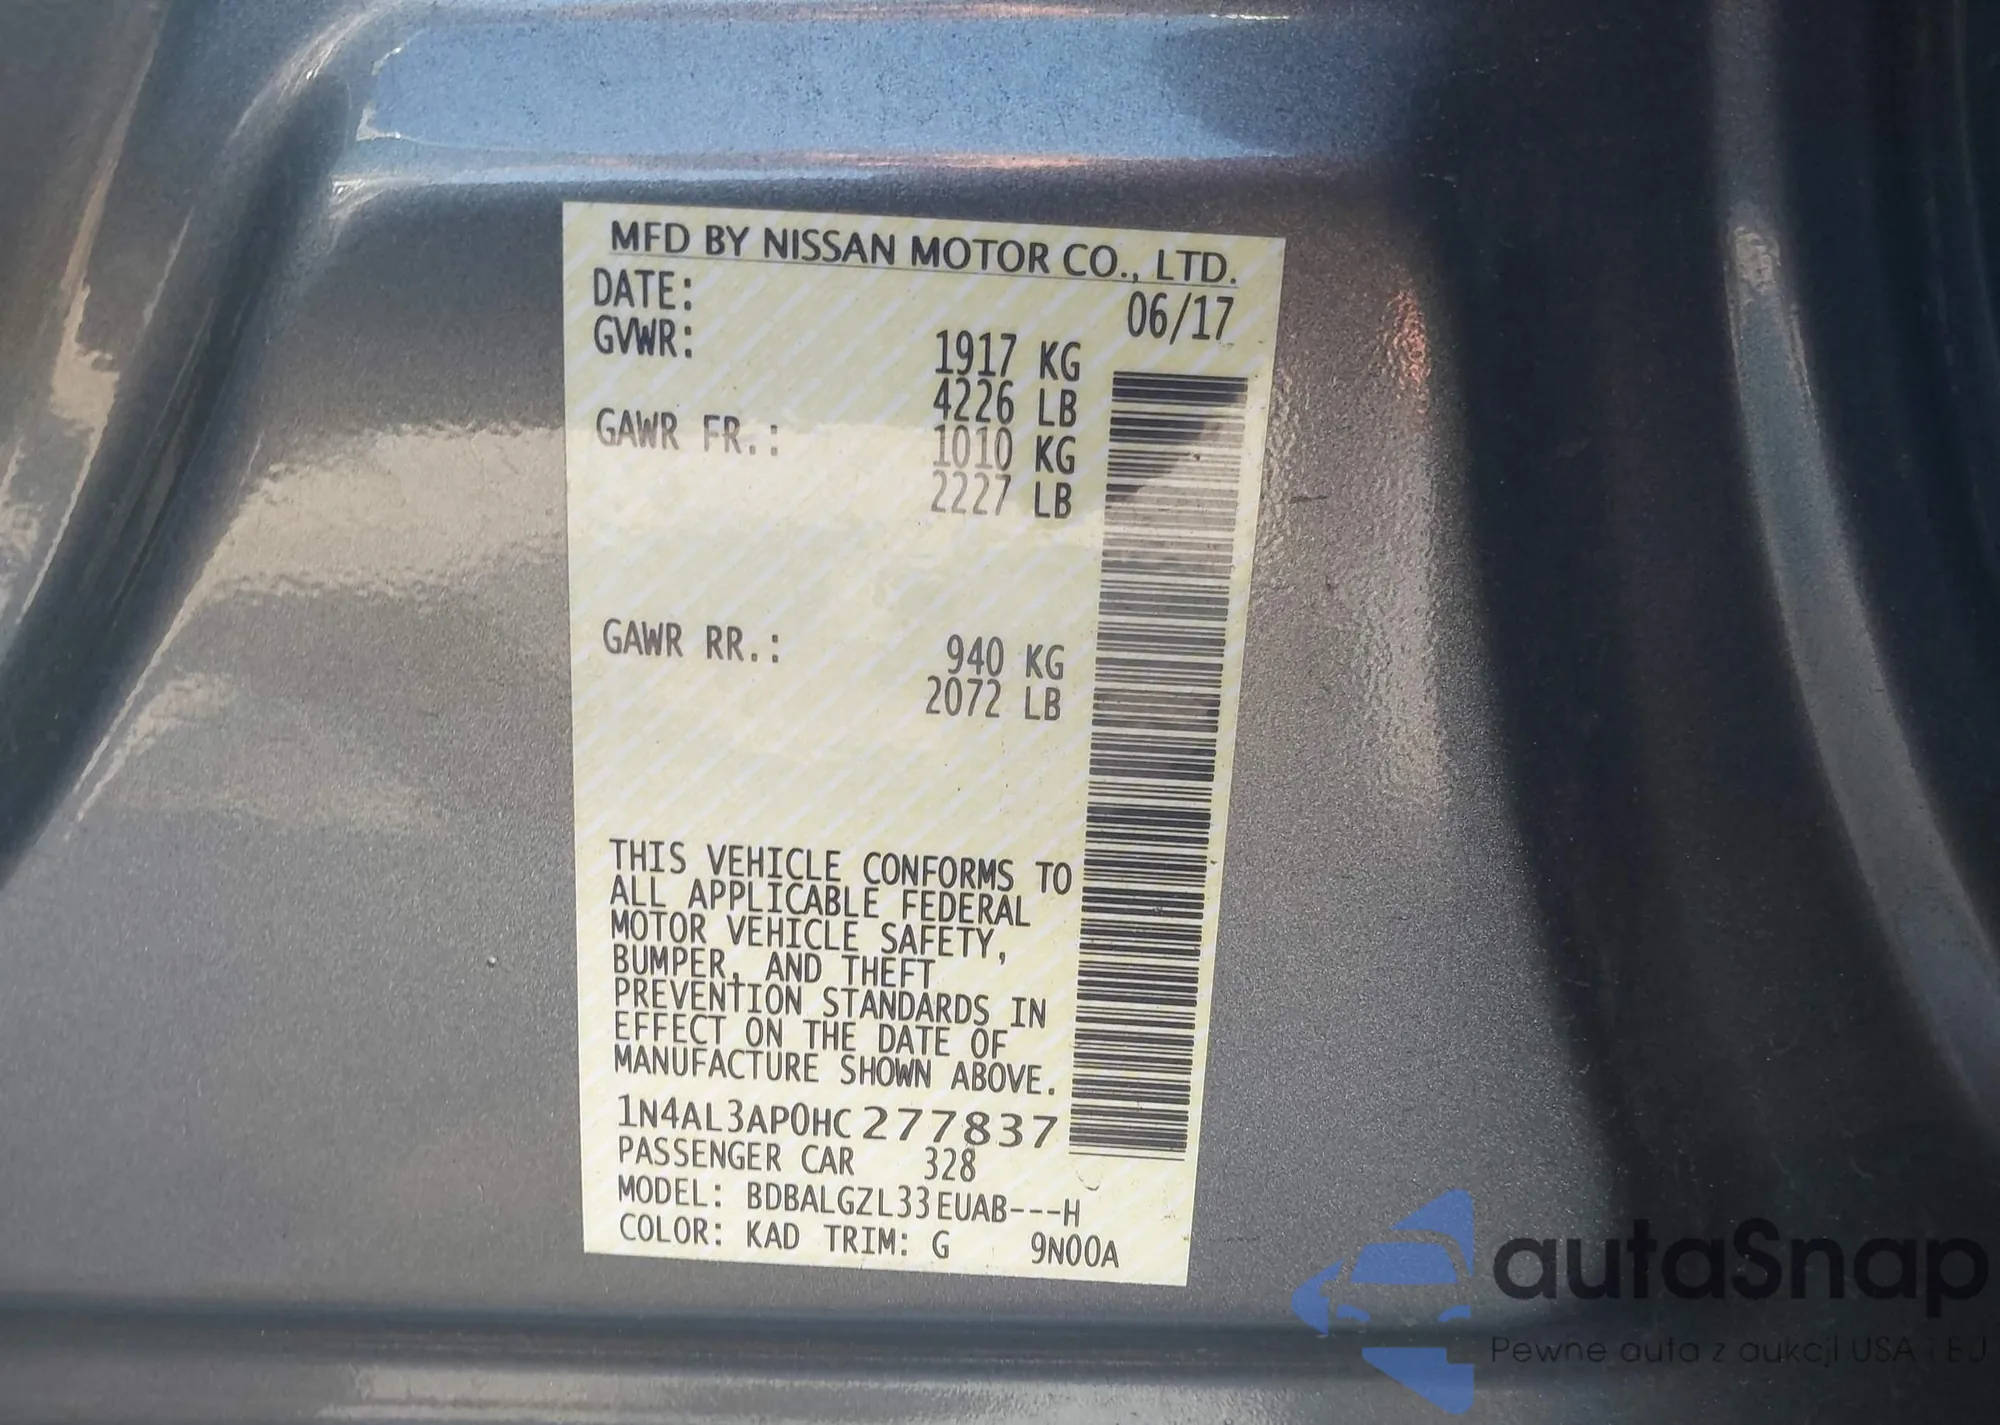 MFD BY NISSAN MOTOR CO., LTD.
DATE: 06/17
GVWR: 1917 KG
4226 LB
GAWR FR.: 1010 KG
2227 LB
GAWR RR.: 940 KG
2072 LB
THIS VEHICLE CONFORMS TO
ALL APPLICABLE FEDERAL
MOTOR VEHICLE SAFETY,
BUMPER, AND THEFT
PREVENTION STANDARDS IN
EFFECT ON THE DATE OF
MANUFACTURE SHOWN ABOVE.
1N4AL3AP0HC277837
PASSENGER CAR 328
MODEL: BDBALGZL33EUAB---H
COLOR: KAD TRIM: G 9N00A
autaSnap
Pewne auta z aukcji USA i EU